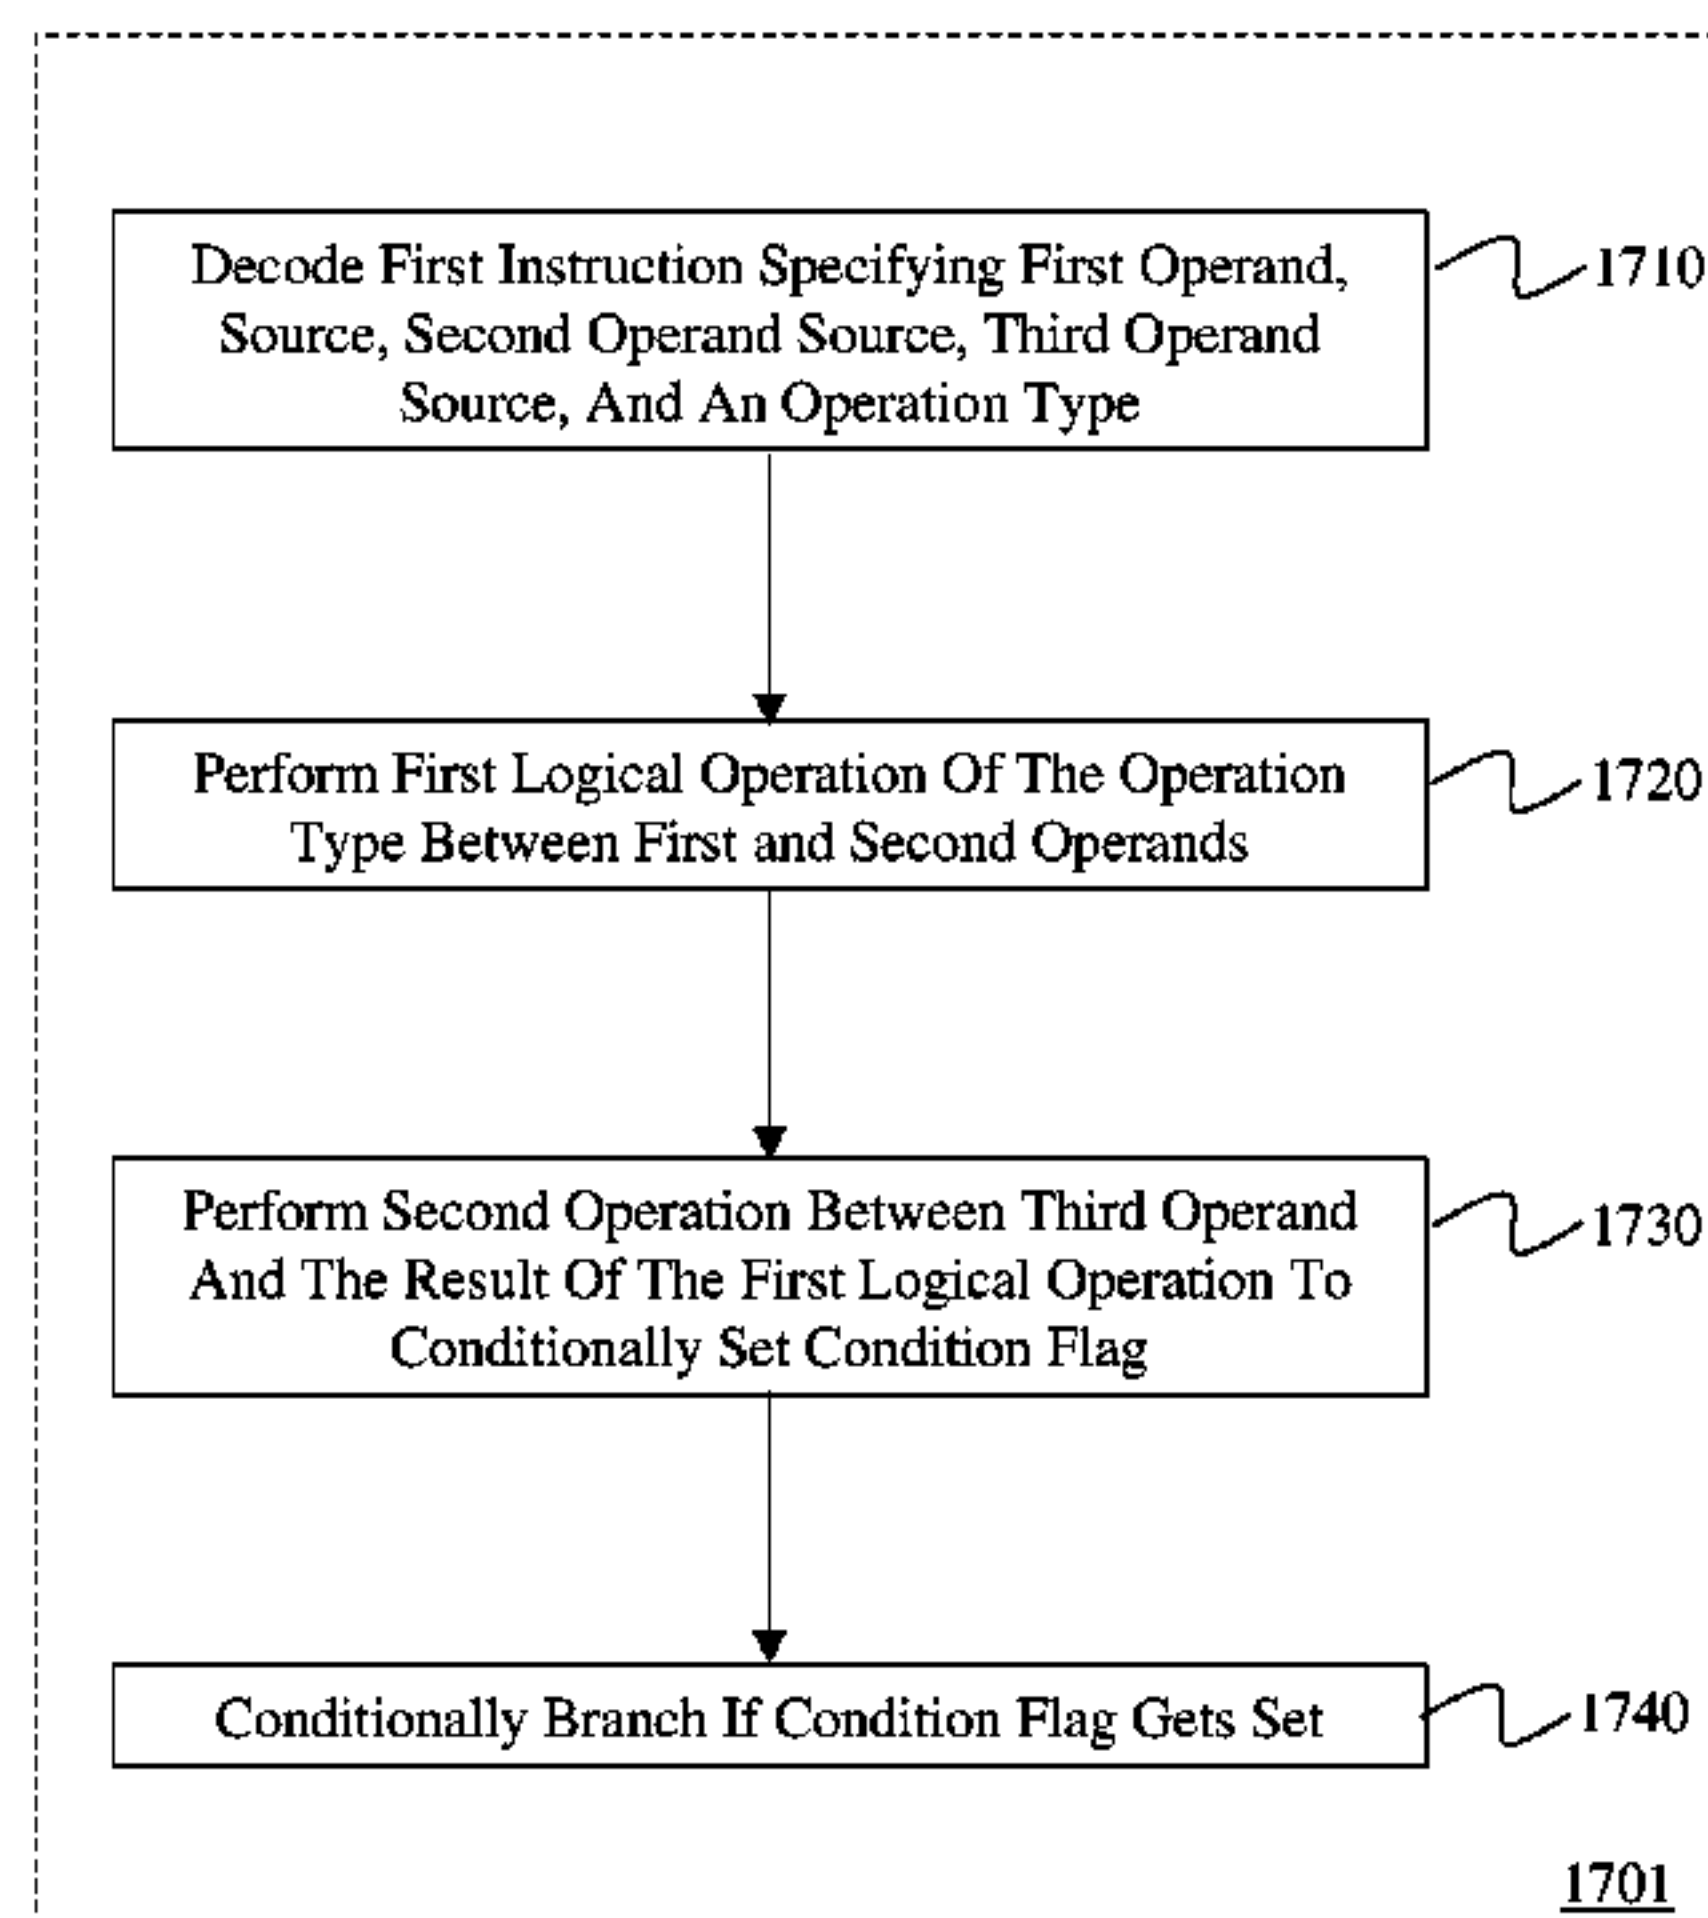 Decode First Instruction Specifying First Operand,
Source, Second Operand Source, Third Operand
Source, And An Operation Type
1710
Perform First Logical Operation Of The Operation
Type Between First and Second Operands
1720
Perform Second Operation Between Third Operand
And The Result Of The First Logical Operation To
Conditionally Set Condition Flag
1730
Conditionally Branch If Condition Flag Gets Set
1740
1701